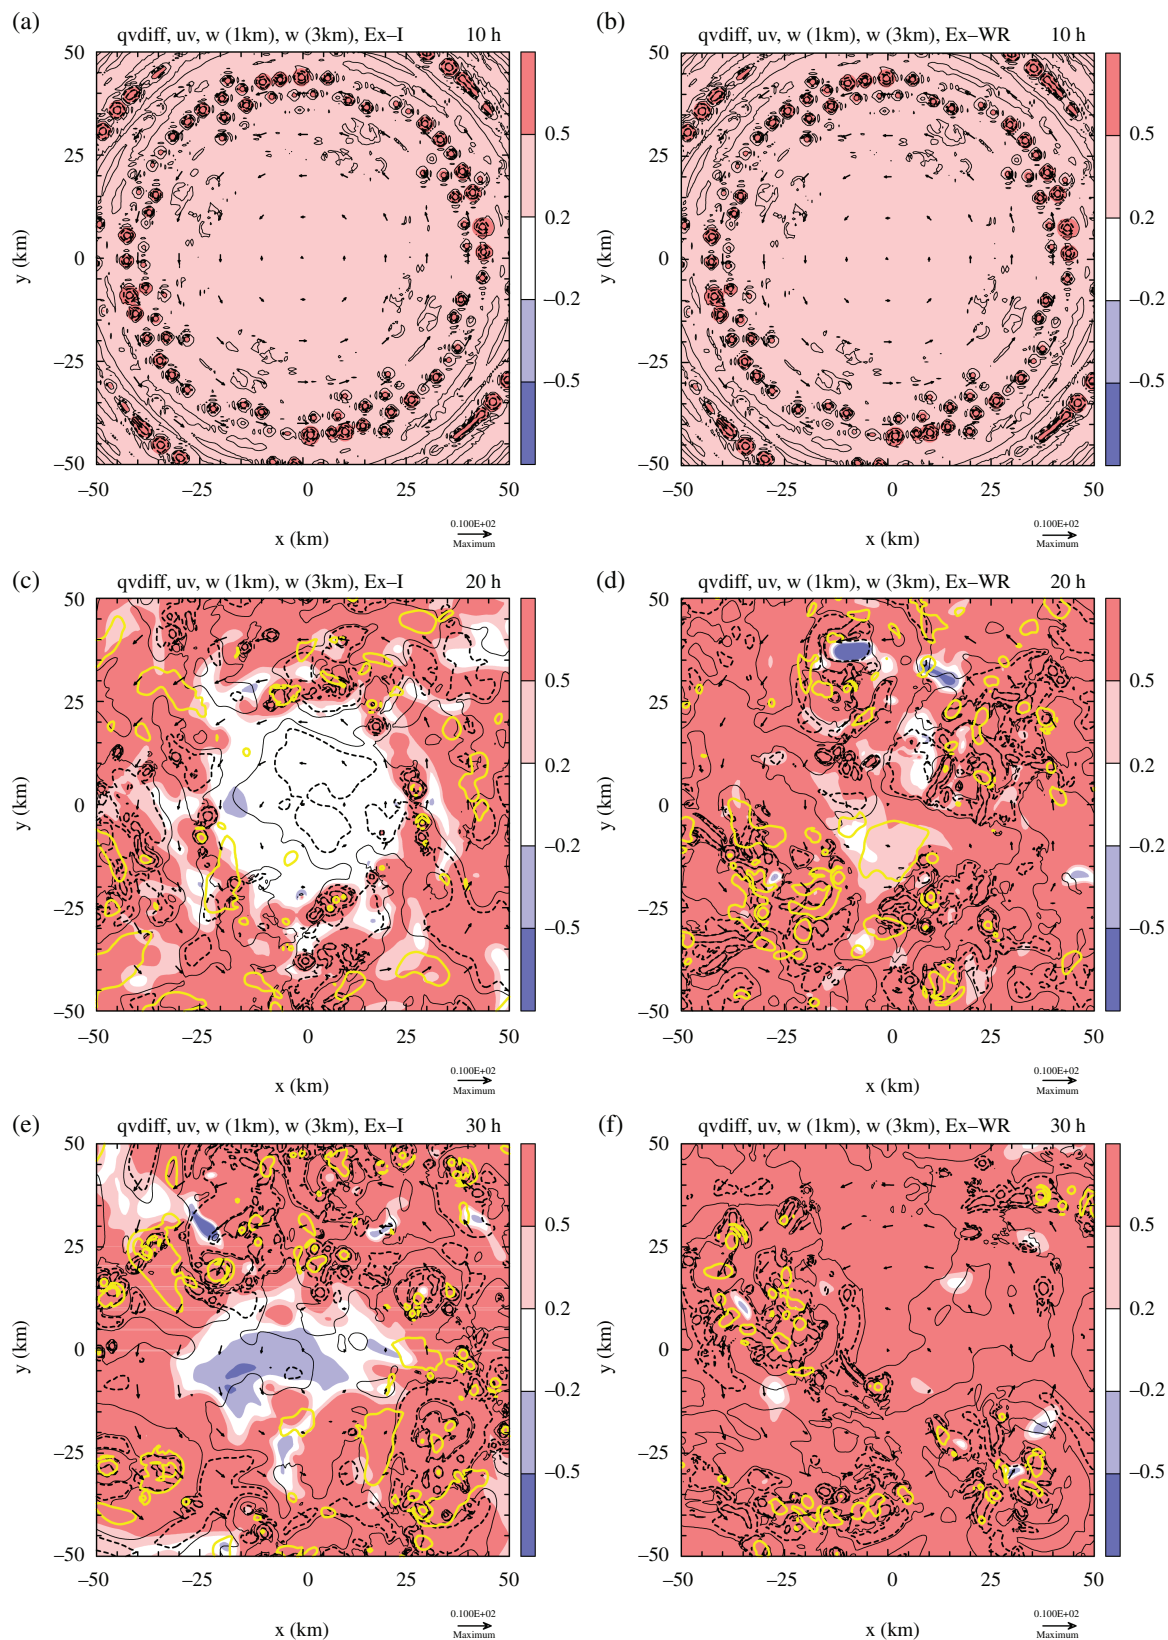 (a)
qvdiff, uv, w (1km), w (3km), Ex–I 10 h
50
25
0
–25
–50
y (km)
–50 –25 0 25 50
x (km)
0.5
0.2
–0.2
–0.5
0.100E+02
Maximum
(b)
qvdiff, uv, w (1km), w (3km), Ex–WR 10 h
50
25
0
–25
–50
y (km)
–50 –25 0 25 50
x (km)
0.5
0.2
–0.2
–0.5
0.100E+02
Maximum
(c)
qvdiff, uv, w (1km), w (3km), Ex–I 20 h
50
25
0
–25
–50
y (km)
–50 –25 0 25 50
x (km)
0.5
0.2
–0.2
–0.5
0.100E+02
Maximum
(d)
qvdiff, uv, w (1km), w (3km), Ex–WR 20 h
50
25
0
–25
–50
y (km)
–50 –25 0 25 50
x (km)
0.5
0.2
–0.2
–0.5
0.100E+02
Maximum
(e)
qvdiff, uv, w (1km), w (3km), Ex–I 30 h
50
25
0
–25
–50
y (km)
–50 –25 0 25 50
x (km)
0.5
0.2
–0.2
–0.5
0.100E+02
Maximum
(f)
qvdiff, uv, w (1km), w (3km), Ex–WR 30 h
50
25
0
–25
–50
y (km)
–50 –25 0 25 50
x (km)
0.5
0.2
–0.2
–0.5
0.100E+02
Maximum